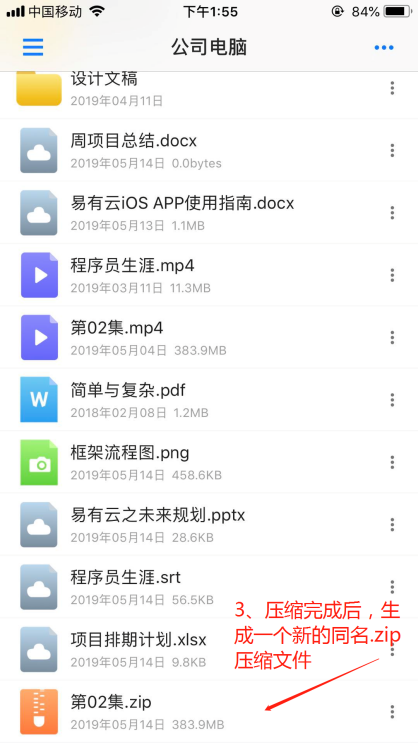 中国移动 下午1:55 84%
公司电脑
设计文稿
2019年04月11日
周项目总结.docx
2019年05月14日 0.0bytes
易有云iOS APP使用指南.docx
2019年05月13日 1.1MB
程序员生涯.mp4
2019年03月11日 11.3MB
第02集.mp4
2019年05月04日 383.9MB
W
简单与复杂.pdf
2018年02月08日 1.2MB
框架流程图.png
2019年05月14日 458.6KB
易有云之未来规划.pptx
2019年05月14日 28.6KB
程序员生涯.srt
2019年05月14日 56.5KB
项目排期计划.xlsx
2019年05月14日 9.8KB
3、压缩完成后，生
成一个新的同名.zip
压缩文件
第02集.zip
2019年05月14日 383.9MB